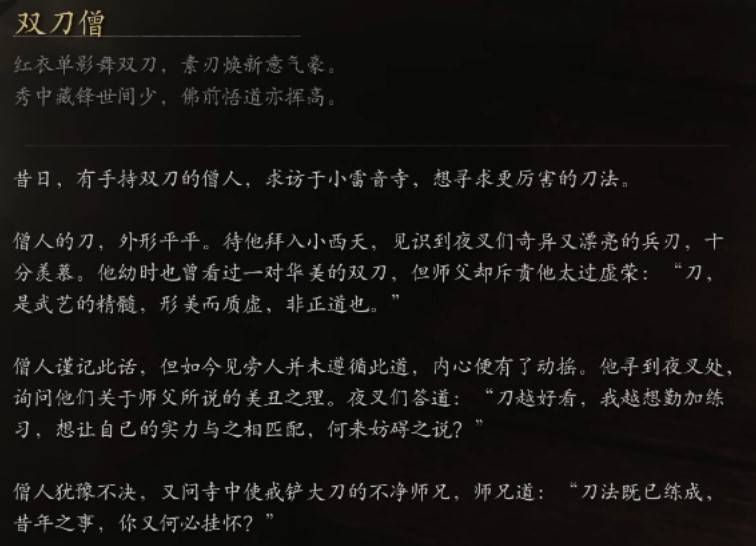 双刀僧
红衣单影舞双刀，素刃焕新意气豪。
秀中藏锋世间少，佛前悟道亦挥高。
昔日，有手持双刀的僧人，求访于小雷音寺，想寻求更厉害的刀法。
僧人的刀，外形平平。待他拜入小西天，见识到夜叉们奇异又漂亮的兵刃，十
分羡慕。他幼时也曾看过一对华美的双刀，但师父却斥责他太过虚荣：“刀，
是武艺的精髓，形美而质虚，非正道也。”
僧人谨记此话，但如今见旁人并未遵循此道，内心便有了动摇。他寻到夜叉处，
询问他们关于师父所说的美丑之理。夜叉们答道：“刀越好看，我越想勤加练
习，想让自己的实力与之相匹配，何来妨碍之说？”
僧人犹豫不决，又问寺中使戒铲大刀的不净师兄，师兄道：“刀法既已练成，
昔年之事，你又何必挂怀？”